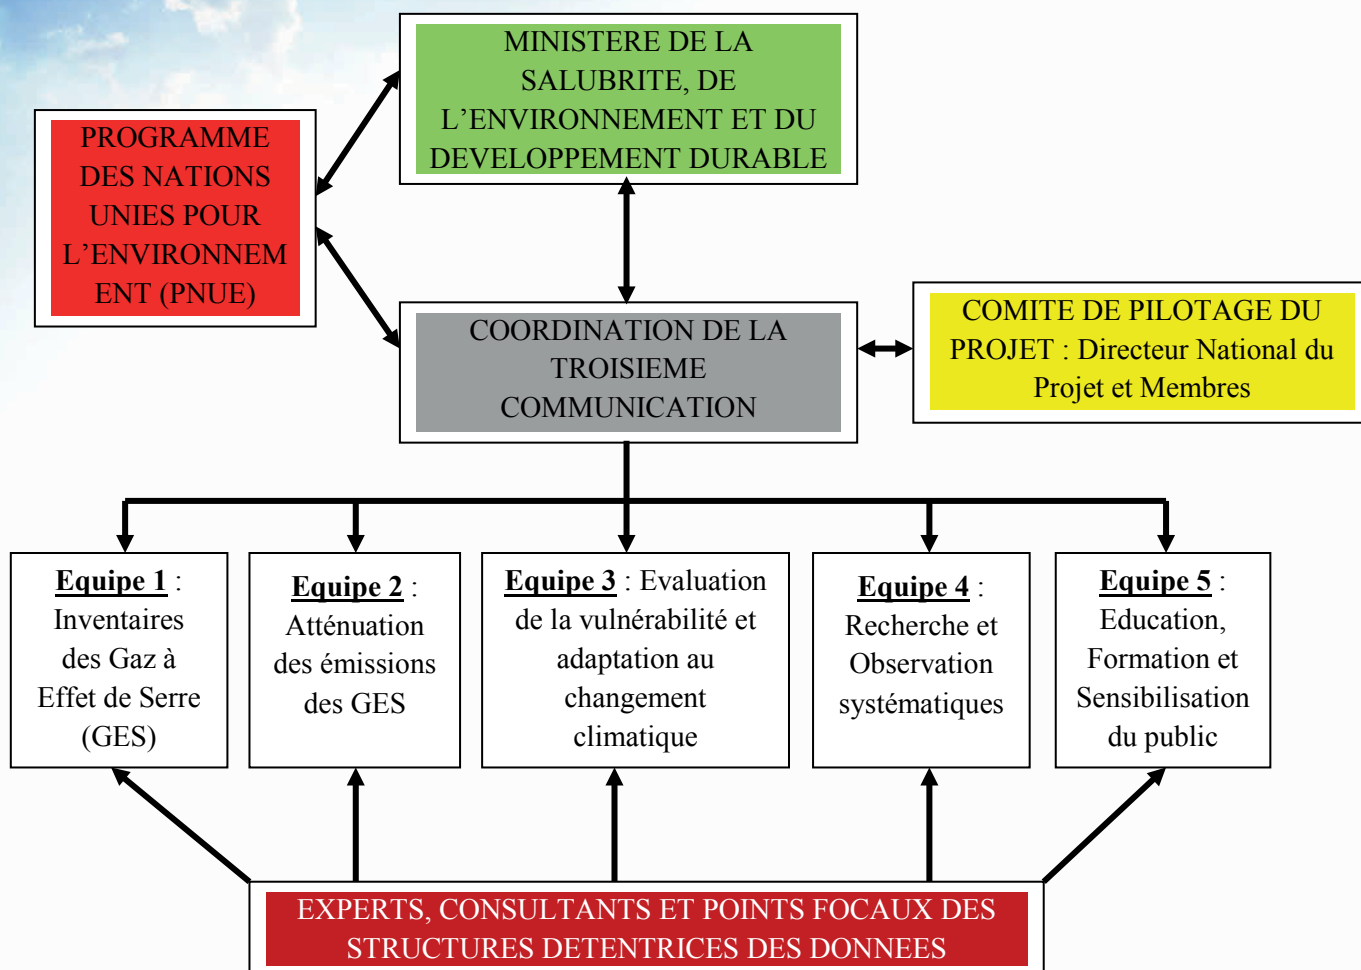 MINISTERE DE LA
SALUBRITE, DE
L’ENVIRONNEMENT ET DU
DEVELOPPEMENT DURABLE
PROGRAMME
DES NATIONS
UNIES POUR
L’ENVIRONNEM
ENT (PNUE)
COORDINATION DE LA
TROISIEME
COMMUNICATION
COMITE DE PILOTAGE DU
PROJET : Directeur National du
Projet et Membres
Equipe 1 :
Inventaires
des Gaz à
Effet de Serre
(GES)
Equipe 2 :
Atténuation
des émissions
des GES
Equipe 3 : Evaluation
de la vulnérabilité et
adaptation au
changement
climatique
Equipe 4 :
Recherche et
Observation
systématiques
Equipe 5 :
Education,
Formation et
Sensibilisation
du public
EXPERTS, CONSULTANTS ET POINTS FOCAUX DES
STRUCTURES DETENTRICES DES DONNEES